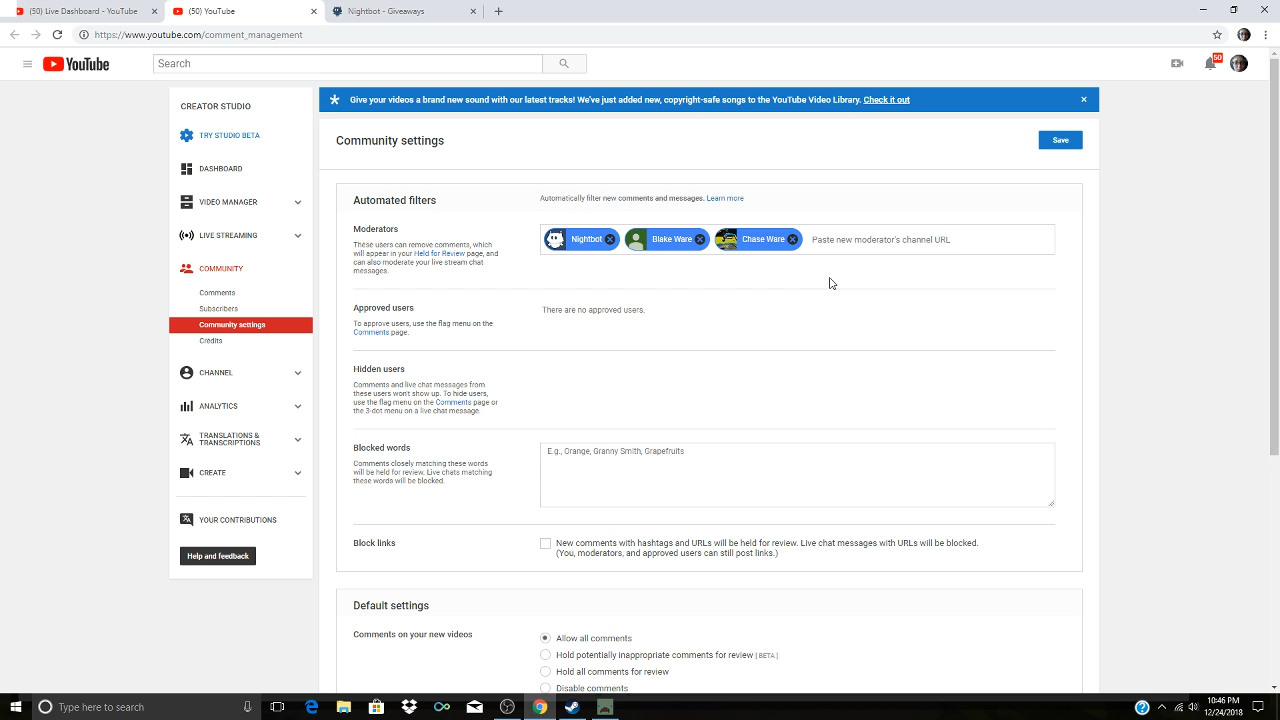 (50) Live Dashboard - YouTube
(50) YouTube
Nightbot - Giveaways
https://www.youtube.com/comment_management
YouTube
Search
50
CREATOR STUDIO
TRY STUDIO BETA
DASHBOARD
VIDEO MANAGER
LIVE STREAMING
COMMUNITY
Comments
Subscribers
Community settings
Credits
CHANNEL
ANALYTICS
TRANSLATIONS &
TRANSCRIPTIONS
CREATE
YOUR CONTRIBUTIONS
Help and feedback
Give your videos a brand new sound with our latest tracks! We've just added new, copyright-safe songs to the YouTube Video Library. Check it out
Community settings
Save
Automated filters
Automatically filter new comments and messages. Learn more
Moderators
These users can remove comments, which
will appear in your Held for Review page, and
can also moderate your live stream chat
messages.
Nightbot
Blake Ware
Chase Ware
Paste new moderator's channel URL
Approved users
To approve users, use the flag menu on the
Comments page.
There are no approved users.
Hidden users
Comments and live chat messages from
these users won't show up. To hide users,
use the flag menu on the Comments page or
the 3-dot menu on a live chat message.
Blocked words
Comments closely matching these words
will be held for review. Live chats matching
these words will be blocked.
E.g., Orange, Granny Smith, Grapefruits
Block links
New comments with hashtags and URLs will be held for review. Live chat messages with URLs will be blocked.
(You, moderators, and approved users can still post links.)
Default settings
Comments on your new videos
Allow all comments
Hold potentially inappropriate comments for review [BETA]
Hold all comments for review
Disable comments
Type here to search
10:46 PM
12/24/2018